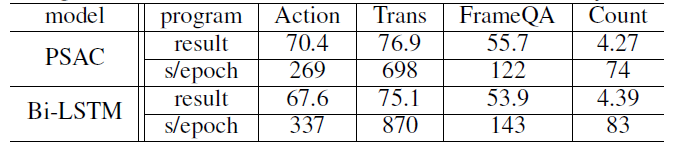 model program Action Trans FrameQA Count
PSAC result 70.4 76.9 55.7 4.27
s/epoch 269 698 122 74
Bi-LSTM result 67.6 75.1 53.9 4.39
s/epoch 337 870 143 83